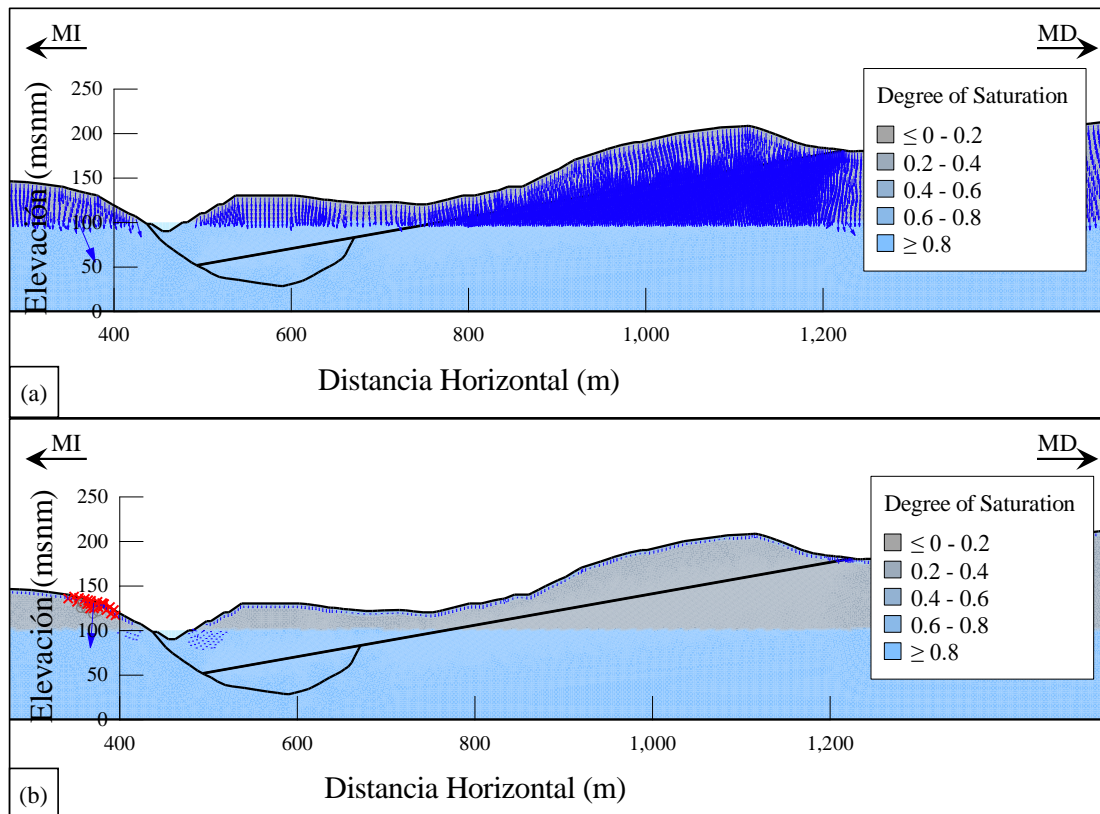 MI
MD
Elevación (msnm)
250
200
150
100
50
0
Degree of Saturation
≤ 0 - 0.2
0.2 - 0.4
0.4 - 0.6
0.6 - 0.8
≥ 0.8
400
600
800
1,000
1,200
Distancia Horizontal (m)
(a)
MI
MD
Elevación (msnm)
250
200
150
100
50
0
Degree of Saturation
≤ 0 - 0.2
0.2 - 0.4
0.4 - 0.6
0.6 - 0.8
≥ 0.8
400
600
800
1,000
1,200
Distancia Horizontal (m)
(b)